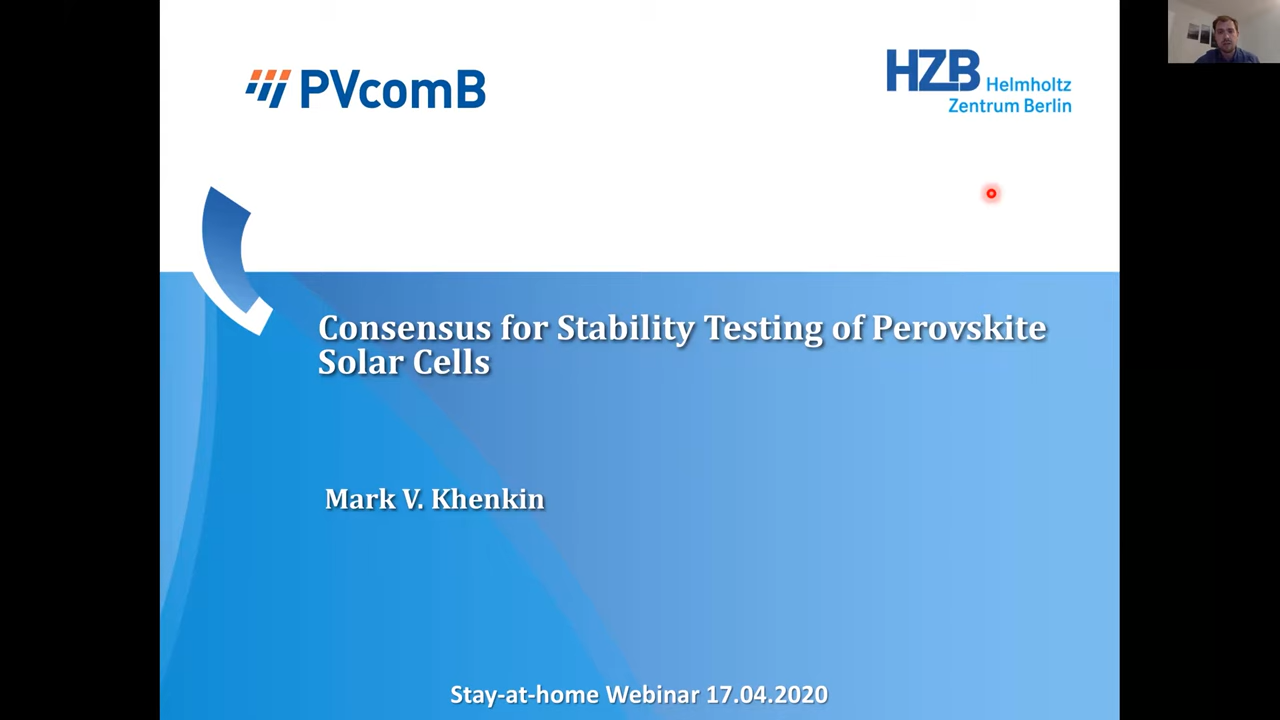 PVcomB
HZB Helmholtz
Zentrum Berlin
Consensus for Stability Testing of Perovskite
Solar Cells
Mark V. Khenkin
Stay-at-home Webinar 17.04.2020